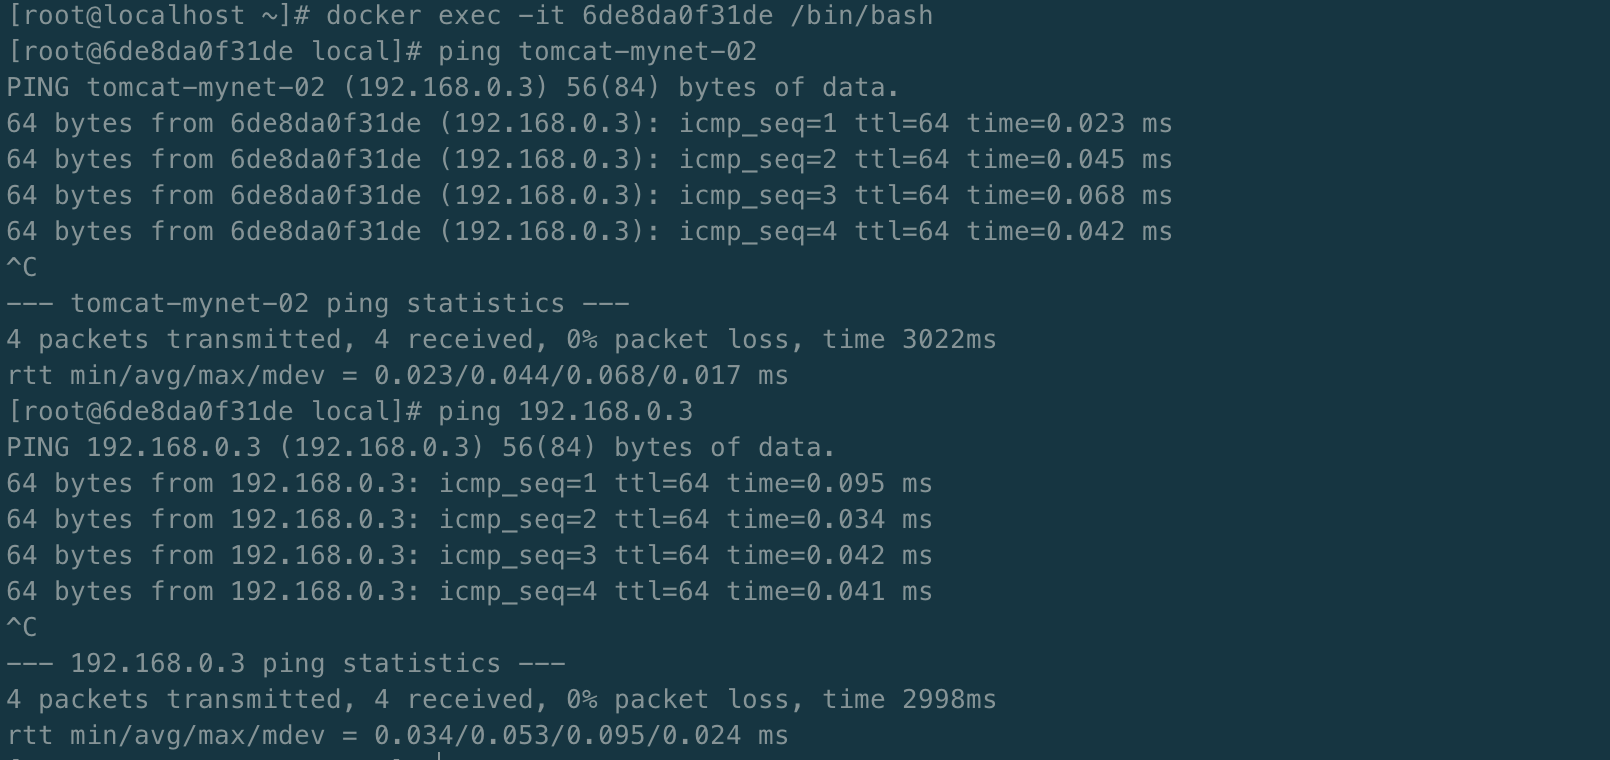 [root@localhost ~]# docker exec -it 6de8da0f31de /bin/bash
[root@6de8da0f31de local]# ping tomcat-mynet-02
PING tomcat-mynet-02 (192.168.0.3) 56(84) bytes of data.
64 bytes from 6de8da0f31de (192.168.0.3): icmp_seq=1 ttl=64 time=0.023 ms
64 bytes from 6de8da0f31de (192.168.0.3): icmp_seq=2 ttl=64 time=0.045 ms
64 bytes from 6de8da0f31de (192.168.0.3): icmp_seq=3 ttl=64 time=0.068 ms
64 bytes from 6de8da0f31de (192.168.0.3): icmp_seq=4 ttl=64 time=0.042 ms
^C
--- tomcat-mynet-02 ping statistics ---
4 packets transmitted, 4 received, 0% packet loss, time 3022ms
rtt min/avg/max/mdev = 0.023/0.044/0.068/0.017 ms
[root@6de8da0f31de local]# ping 192.168.0.3
PING 192.168.0.3 (192.168.0.3) 56(84) bytes of data.
64 bytes from 192.168.0.3: icmp_seq=1 ttl=64 time=0.095 ms
64 bytes from 192.168.0.3: icmp_seq=2 ttl=64 time=0.034 ms
64 bytes from 192.168.0.3: icmp_seq=3 ttl=64 time=0.042 ms
64 bytes from 192.168.0.3: icmp_seq=4 ttl=64 time=0.041 ms
^C
--- 192.168.0.3 ping statistics ---
4 packets transmitted, 4 received, 0% packet loss, time 2998ms
rtt min/avg/max/mdev = 0.034/0.053/0.095/0.024 ms